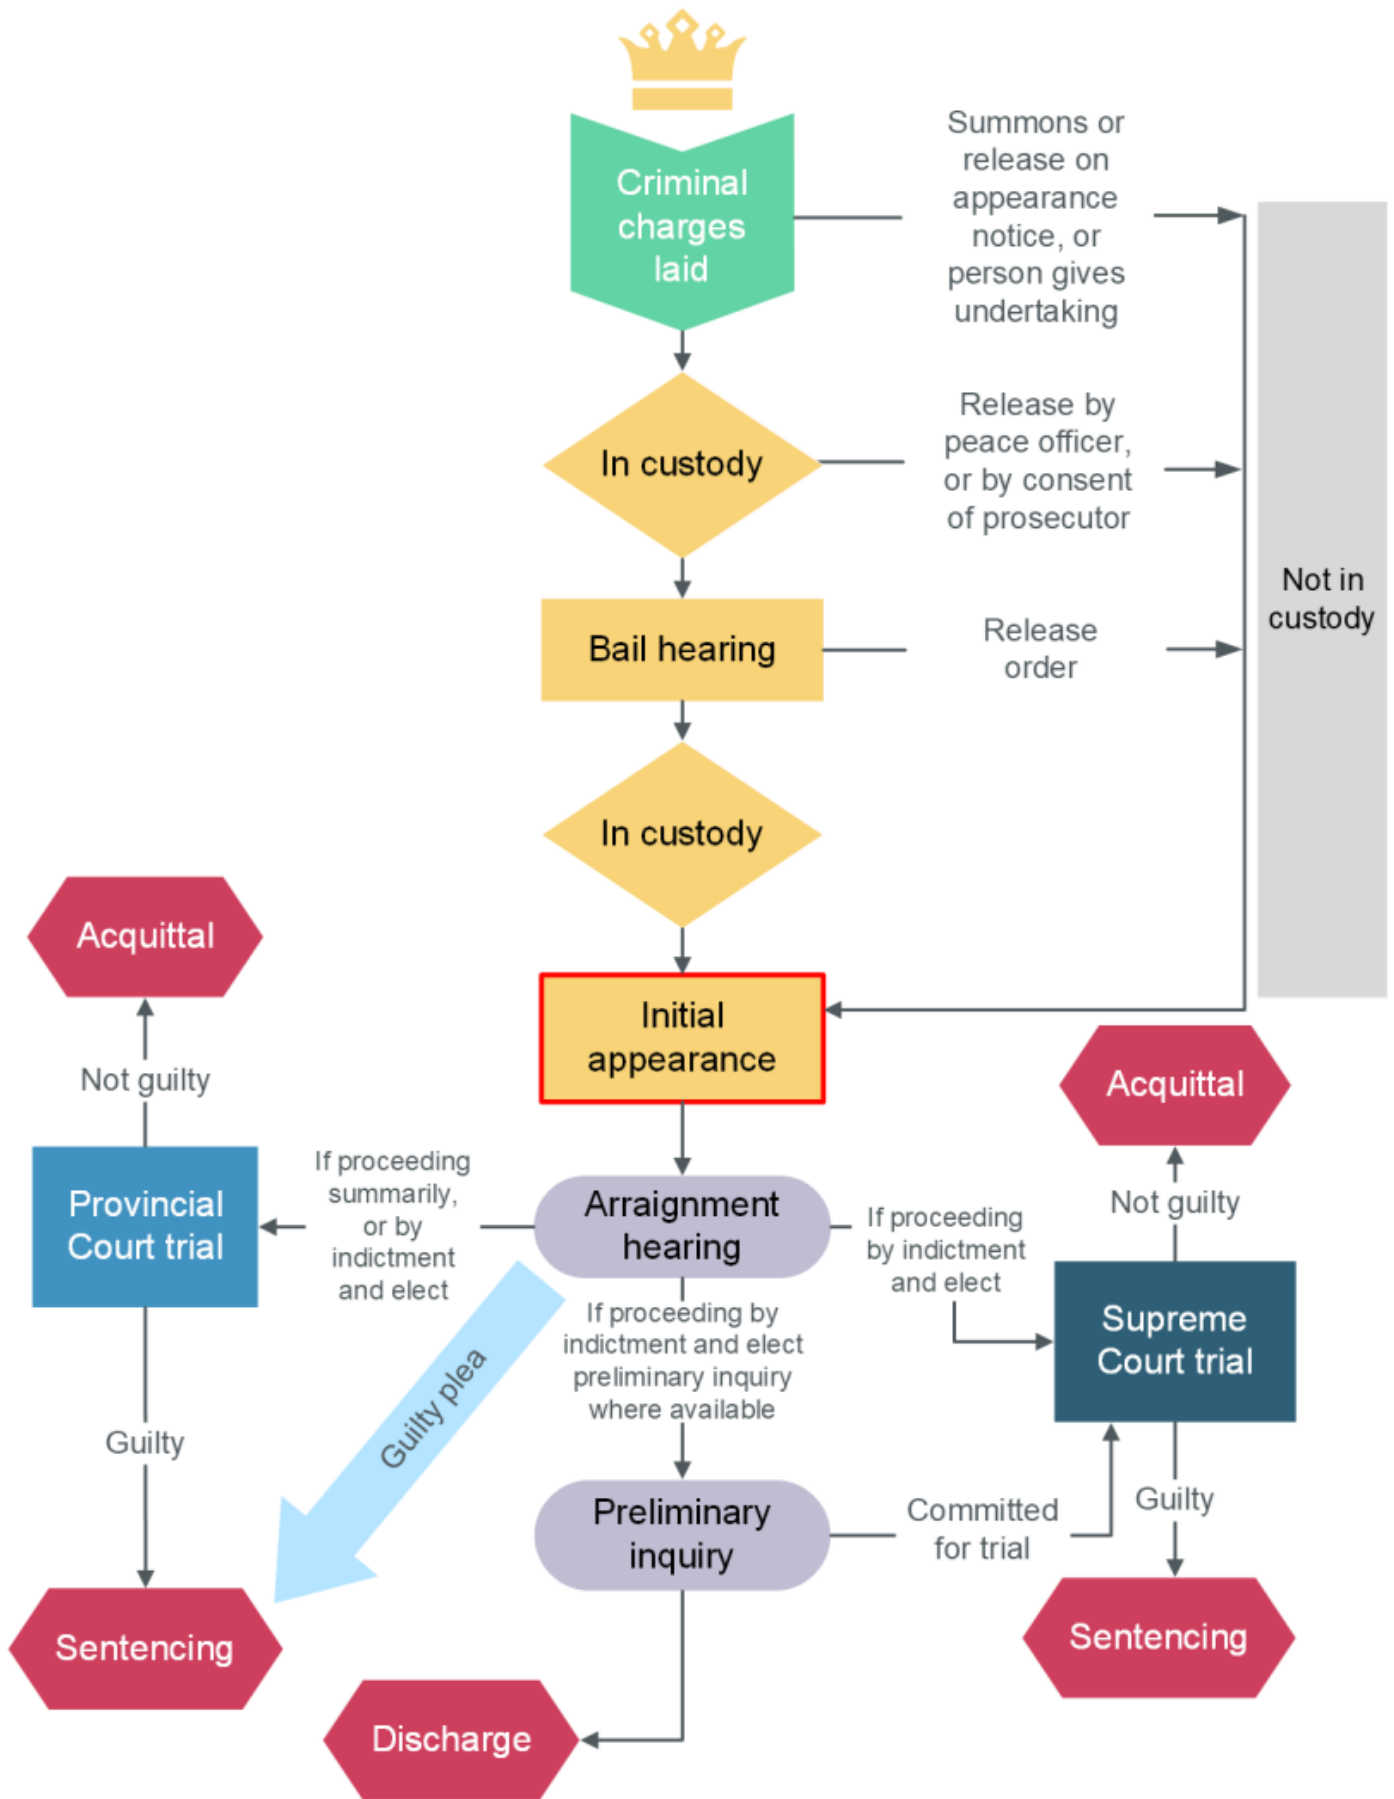 Criminal
charges
laid
Summons or
release on
appearance
notice, or
person gives
undertaking
In custody
Release by
peace officer,
or by consent
of prosecutor
Not in
custody
Bail hearing
Release
order
In custody
Acquittal
Initial
appearance
Not guilty
Acquittal
Provincial
Court trial
If proceeding
summarily,
or by
indictment
and elect
Arraignment
hearing
If proceeding
by indictment
and elect
Not guilty
Supreme
Court trial
If proceeding by
indictment and elect
preliminary inquiry
where available
Guilty plea
Guilty
Preliminary
inquiry
Committed
for trial
Guilty
Sentencing
Sentencing
Discharge